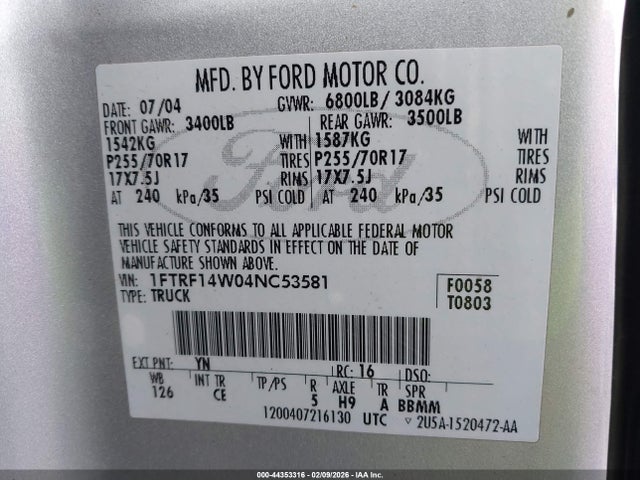 MFD. BY FORD MOTOR CO.
DATE: 07/04 GVWR: 6800LB/ 3084KG
FRONT GAWR: 3400LB REAR GAWR: 3500LB
1542KG WITH 1587KG WITH
P255/70R17 TIRES P255/70R17 TIRES
17X7.5J RIMS 17X7.5J RIMS
AT 240 kPa/35 PSI COLD AT 240 kPa/35 PSI COLD
Ford
THIS VEHICLE CONFORMS TO ALL APPLICABLE FEDERAL MOTOR
VEHICLE SAFETY STANDARDS IN EFFECT ON THE DATE OF
MANUFACTURE SHOWN ABOVE.
VIN: 1FTRF14W04NC53581 F0058
TYPE: TRUCK T0803
EXT PNT: YN RC: 16 DSO:
WB INT TR TP/PS R AXLE TR SPR
126 CE 5 H9 A BBMM
1200407216130 UTC ▽ 2U5A-1520472-AA
000-44353316 - 02/09/2026 - IAA Inc.